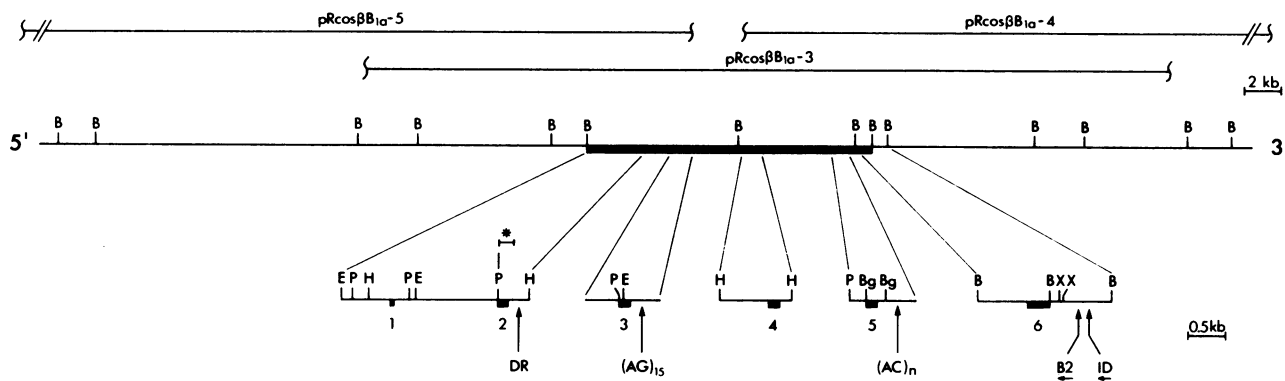 pRcosβB₁ₐ-5 pRcosβB₁ₐ-4
pRcosβB₁ₐ-3
2 kb
B B B B B B B B B B B B B B
5' 3
*
E P H P E P H P E H H P Bg Bg B B X X B
1 2 3 4 5 6
0.5kb
DR (AG)₁₅ (AC)ₙ B2 ID